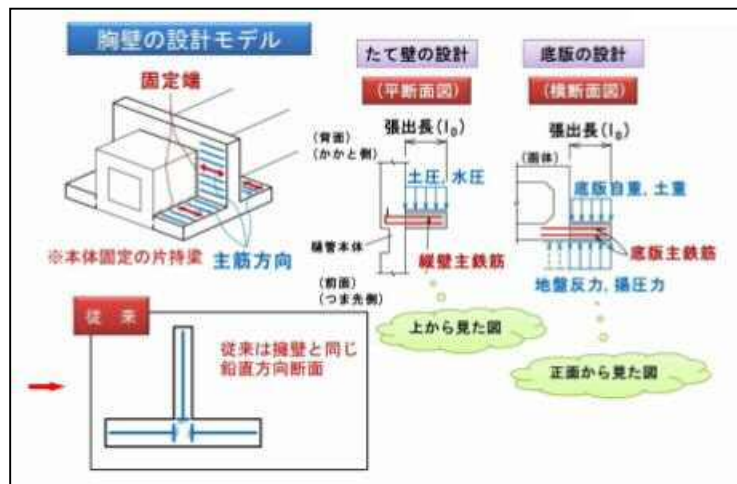 胸壁の設計モデル
固定端
※本体固定の片持梁
主筋方向
たて壁の設計
(平断面図)
張出長(l₀)
(背面)
(かかと側)
土圧,水圧
樋管本体
縦壁主鉄筋
(前面)
(つま先側)
上から見た図
底版の設計
(横断面図)
張出長(l₀)
(函体)
底版自重,土重
底版主鉄筋
地盤反力,揚圧力
正面から見た図
従 来
従来は擁壁と同じ
鉛直方向断面